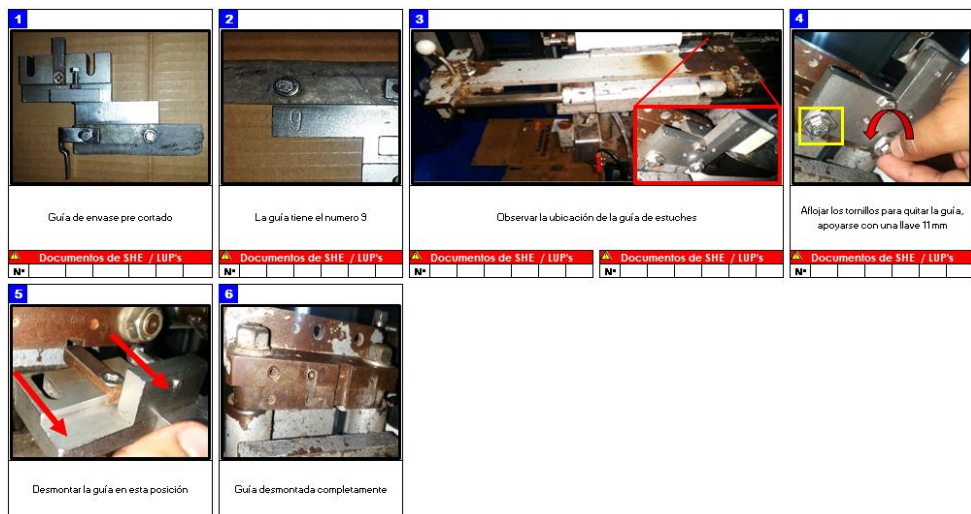 1
2
3
4
Guía de envase pre cortado
La guía tiene el numero 9
Observar la ubicación de la guía de estuches
Aflojar los tornillos para quitar la guía,
apoyarse con una llave 11 mm
Documentos de SHE / LUP's
Documentos de SHE / LUP's
Documentos de SHE / LUP's
Documentos de SHE / LUP's
Documentos de SHE / LUP's
N°
N°
N°
N°
N°
9
5
6
Desmontar la guía en esta posición
Guía desmontada completamente